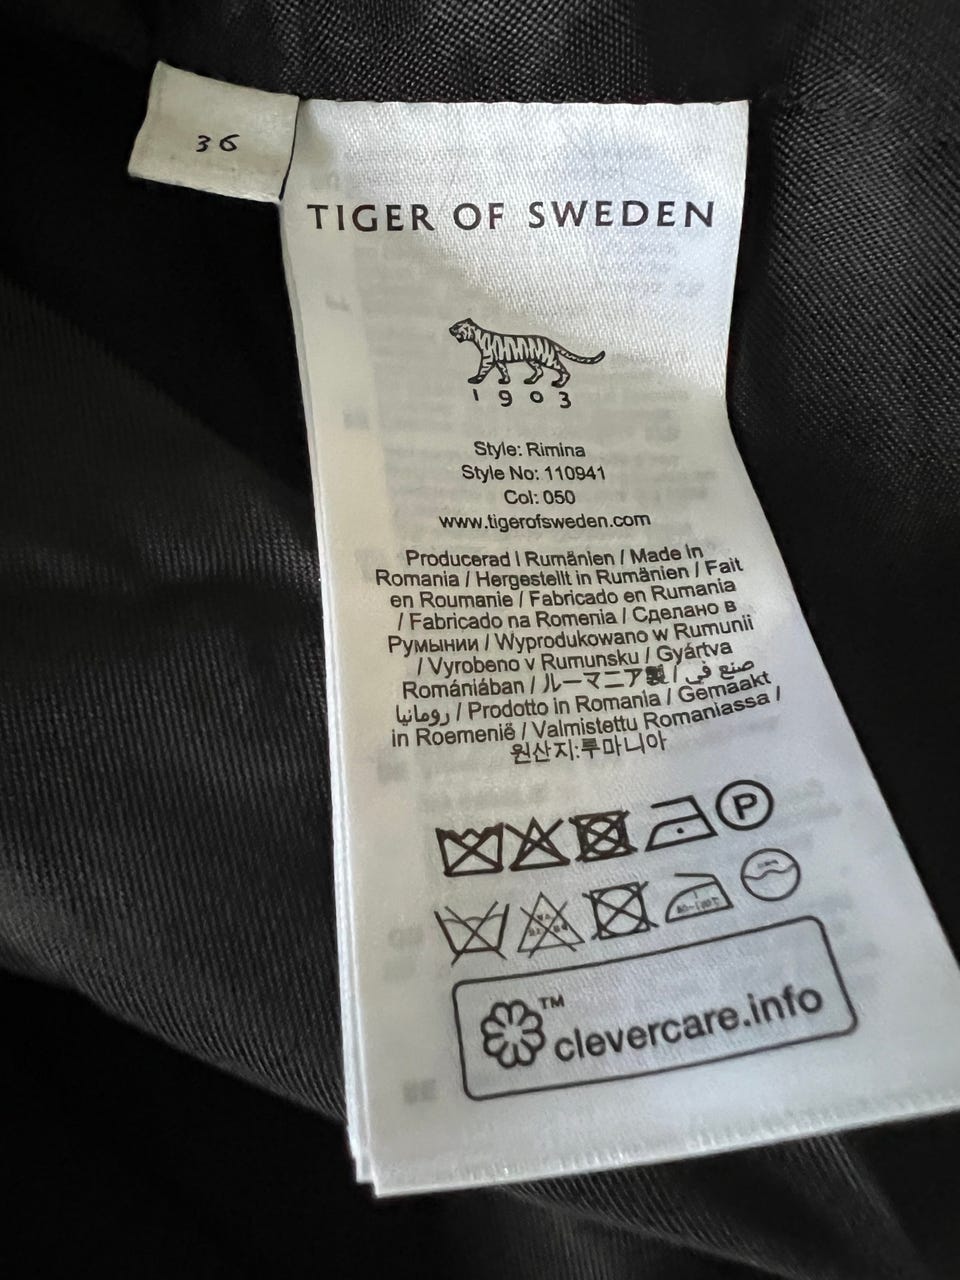 36
TIGER OF SWEDEN
1903
Style: Rimina
Style No: 110941
Col: 050
www.tigerofsweden.com
Producerad I Rumänien / Made In
Romania / Hergestellt in Rumänien / Fait
en Roumanie / Fabricado en Rumania
/ Fabricado na Romenia / Сделано в
Румынии / Wyprodukowano w Rumunii
/ Vyrobeno v Rumunsku / Gyártva
Romániában / ルーマニア製 / صنع في
رومانيا / Prodotto in Romania / Gemaakt
in Roemenië / Valmistettu Romaniassa /
원산지:루마니아
P
80~120℃
™
clevercare.info